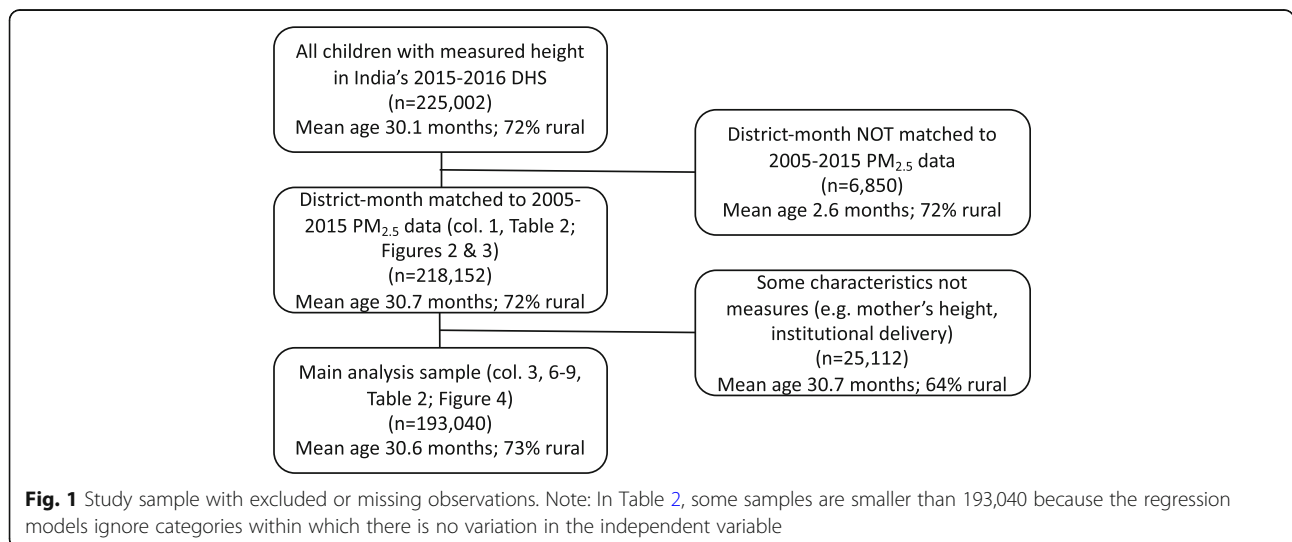 All children with measured height
in India's 2015-2016 DHS
(n=225,002)
Mean age 30.1 months; 72% rural
District-month NOT matched to
2005-2015 PM2.5 data
(n=6,850)
Mean age 2.6 months; 72% rural
District-month matched to 2005-
2015 PM2.5 data (col. 1, Table 2;
Figures 2 & 3)
(n=218,152)
Mean age 30.7 months; 72% rural
Some characteristics not
measures (e.g. mother's height,
institutional delivery)
(n=25,112)
Mean age 30.7 months; 64% rural
Main analysis sample (col. 3, 6-9,
Table 2; Figure 4)
(n=193,040)
Mean age 30.6 months; 73% rural
Fig. 1 Study sample with excluded or missing observations. Note: In Table 2, some samples are smaller than 193,040 because the regression
models ignore categories within which there is no variation in the independent variable